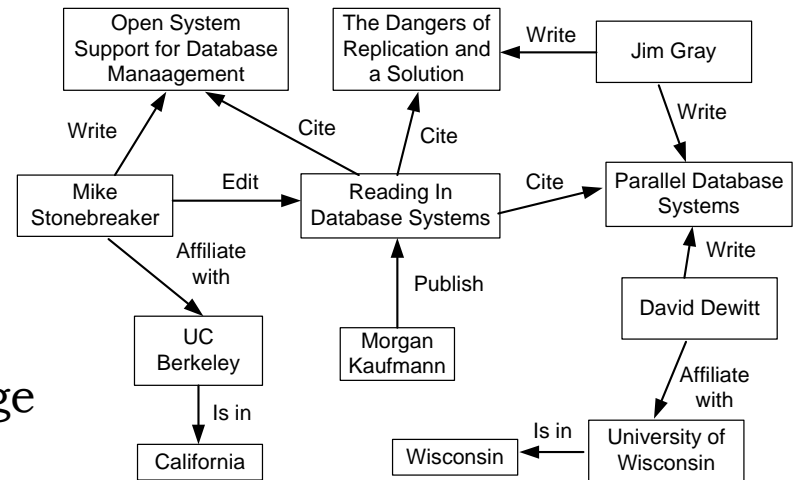 Open System
Support for Database
Manaagement
The Dangers of
Replication and
a Solution
Write
Jim Gray
Write
Cite
Cite
Write
Mike
Stonebreaker
Edit
Reading In
Database Systems
Cite
Parallel Database
Systems
Affiliate
with
Publish
Write
UC
Berkeley
Morgan
Kaufmann
David Dewitt
ge
Is in
Affiliate
with
California
Wisconsin
Is in
University of
Wisconsin